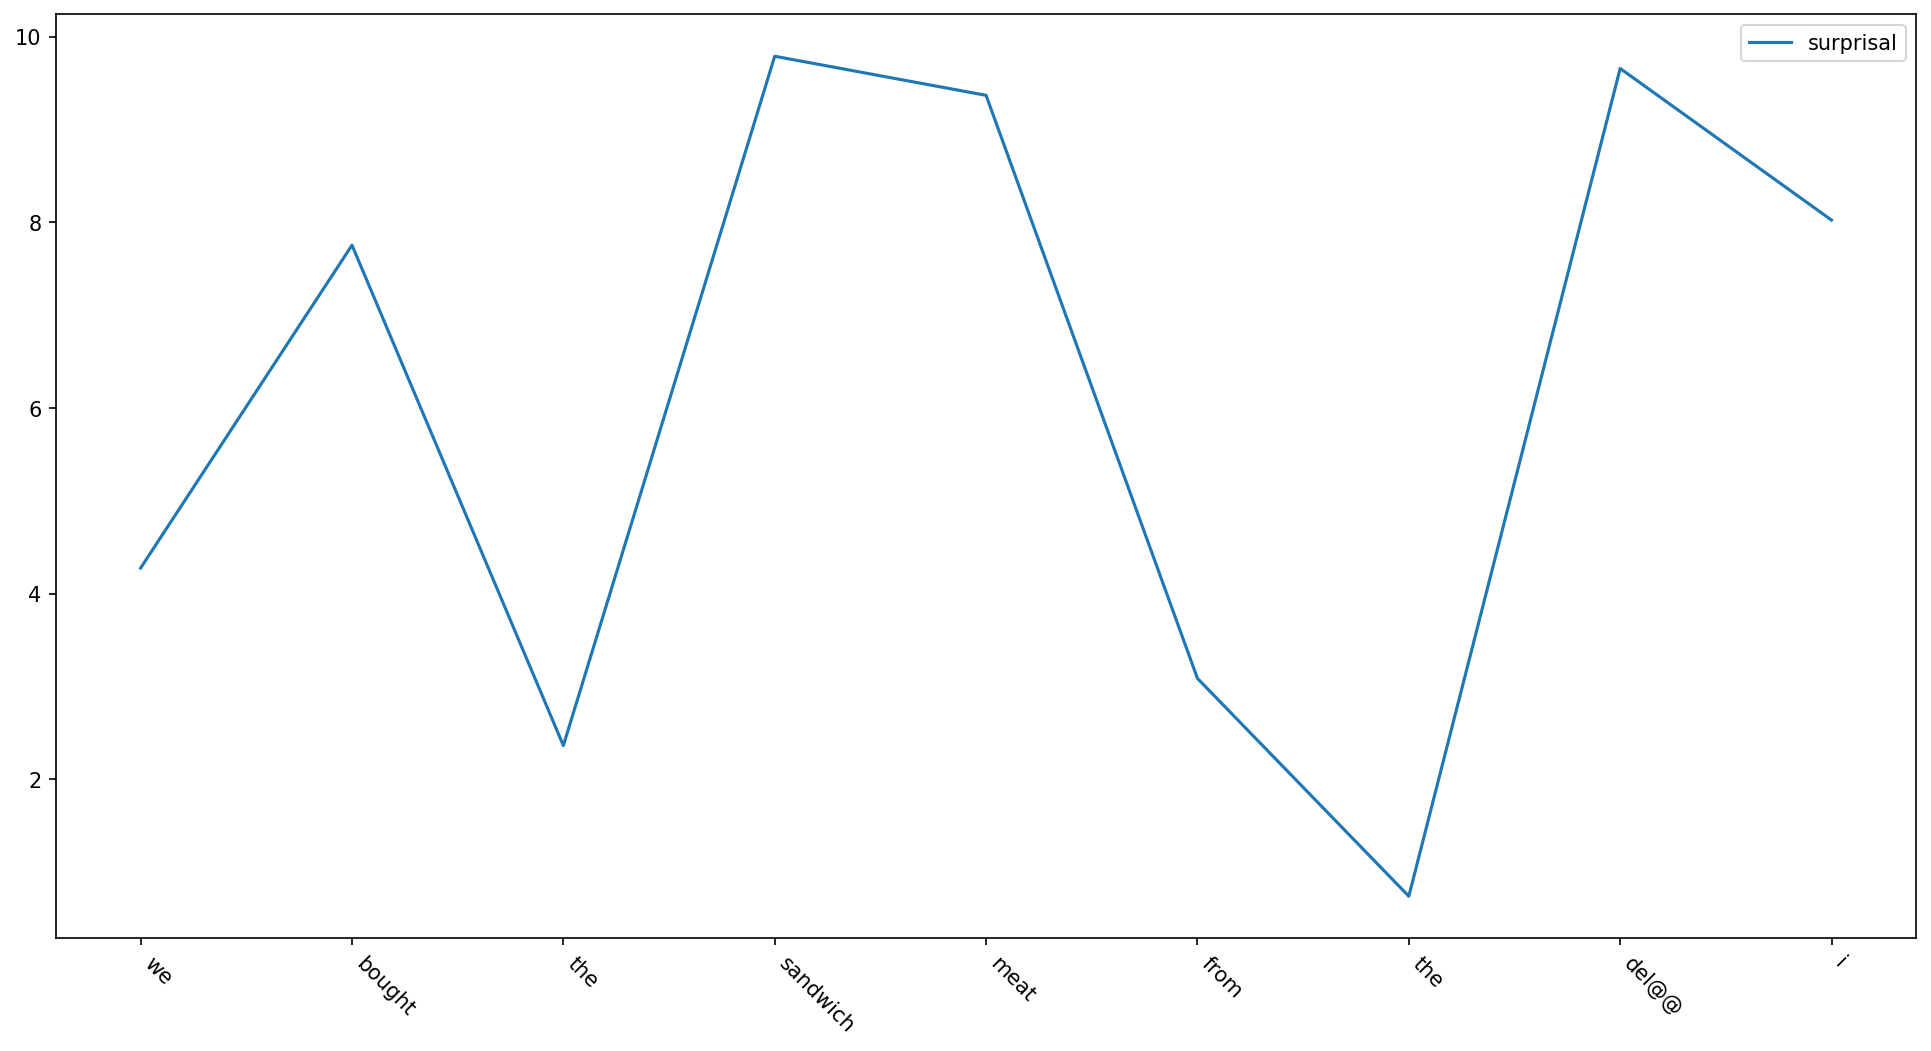 surprisal
10
8
6
4
2
we
bought
the
sandwich
meat
from
the
del@@
i